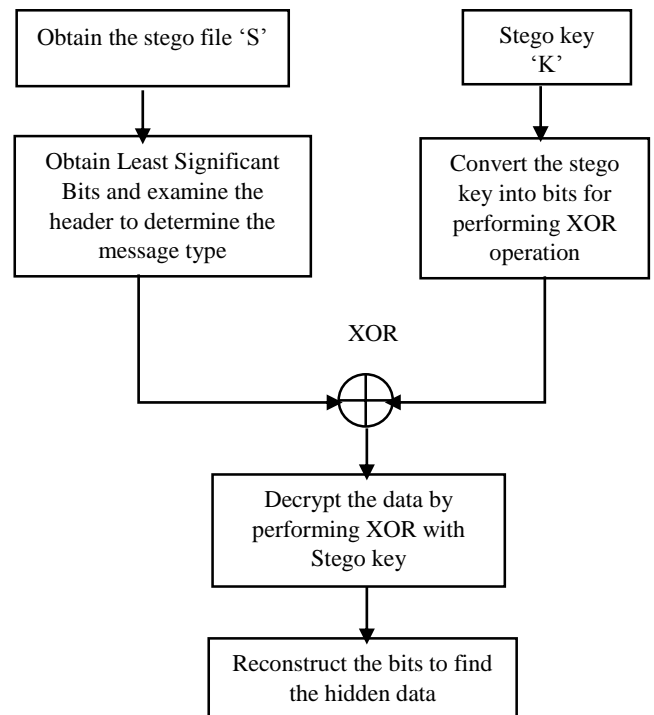 Obtain the stego file ‘S’
Stego key
‘K’
Obtain Least Significant
Bits and examine the
header to determine the
message type
Convert the stego
key into bits for
performing XOR
operation
XOR
Decrypt the data by
performing XOR with
Stego key
Reconstruct the bits to find
the hidden data